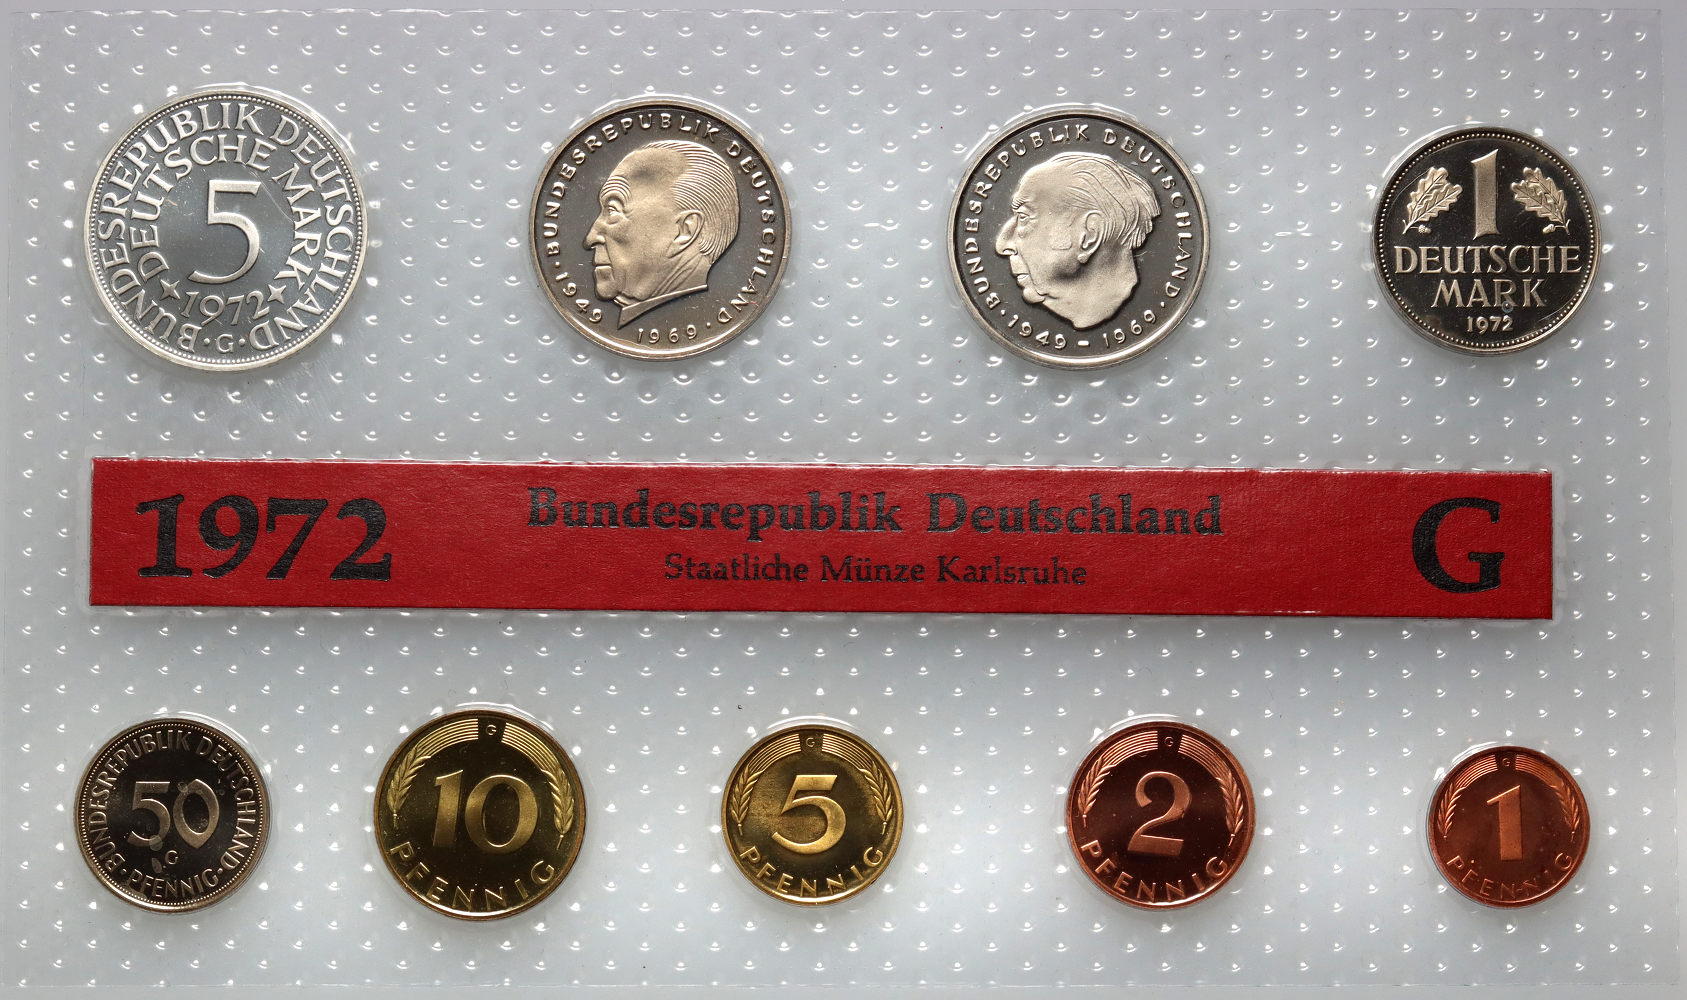 BUNDESREPUBLIK DEUTSCHLAND
DEUTSCHE MARK
5
1972
· G ·
· BUNDESREPUBLIK DEUTSCHLAND ·
1949
1969
· BUNDESREPUBLIK DEUTSCHLAND ·
1949 - 1969
1
DEUTSCHE
MARK
1972
1972
Bundesrepublik Deutschland
Staatliche Münze Karlsruhe
G
BUNDESREPUBLIK DEUTSCHLAND
50
G
· PFENNIG ·
G
10
PFENNIG
G
5
PFENNIG
G
2
PFENNIG
G
1
PFENNIG